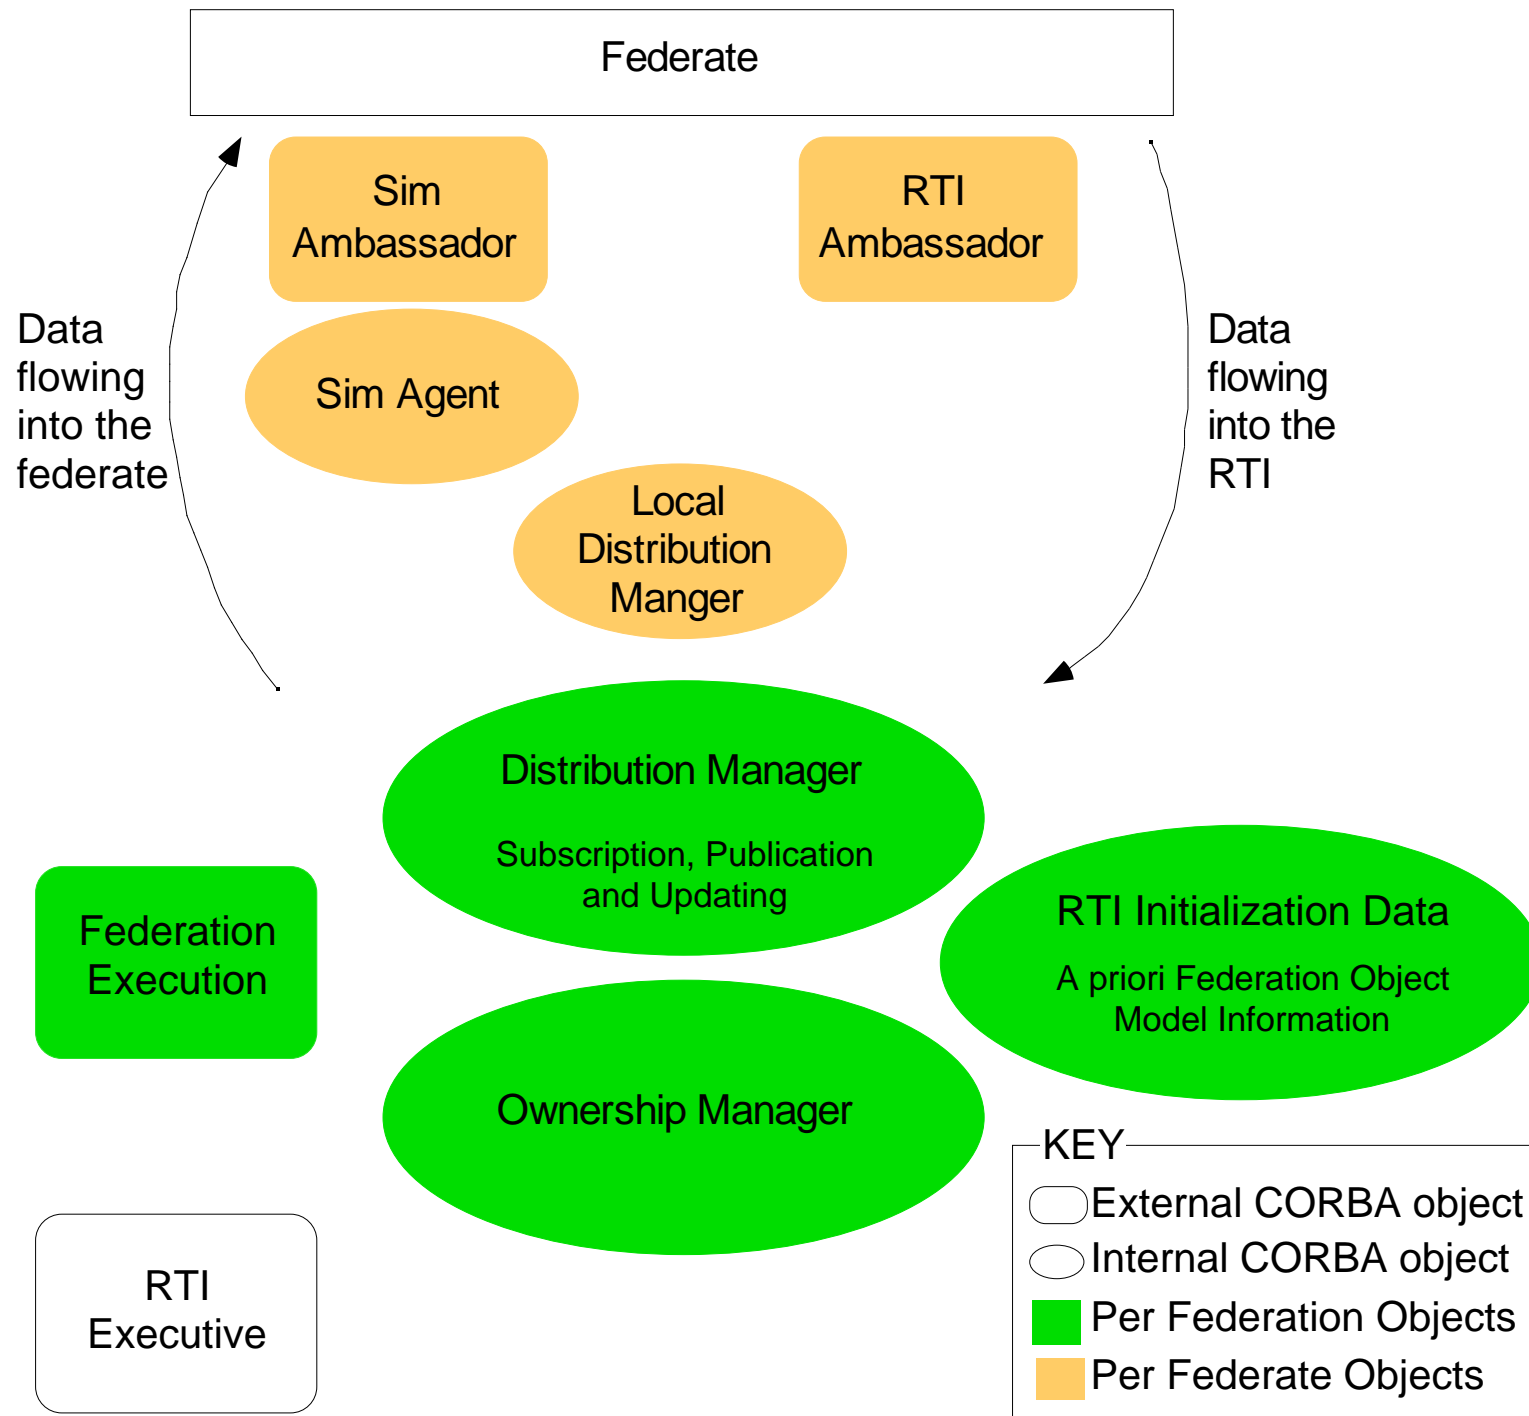 Federate
Sim
Ambassador
RTI
Ambassador
Data
flowing
into the
federate
Data
flowing
into the
RTI
Sim Agent
Local
Distribution
Manger
Distribution Manager
Subscription, Publication
and Updating
Federation
Execution
RTI Initialization Data
A priori Federation Object
Model Information
Ownership Manager
RTI
Executive
KEY
External CORBA object
Internal CORBA object
Per Federation Objects
Per Federate Objects